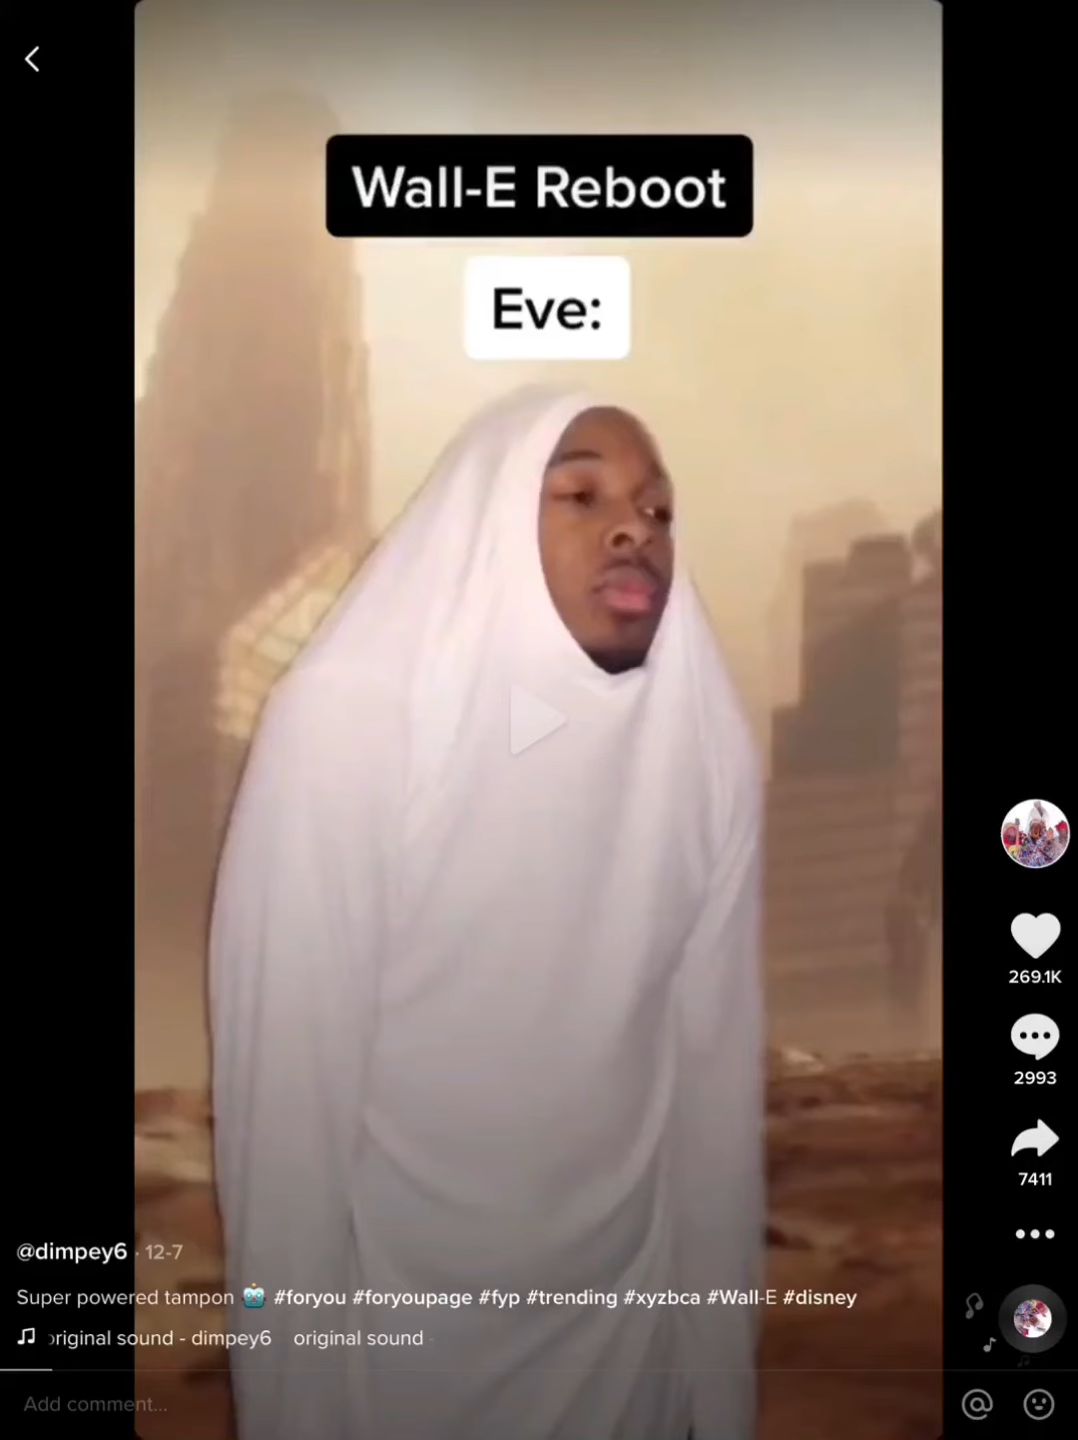 Wall-E Reboot
Eve:
269.1K
2993
7411
@dimpey6 · 12-7
Super powered tampon 🤖 #foryou #foryoupage #fyp #trending #xyzbca #Wall-E #disney
original sound - dimpey6 original sound -
Add comment...